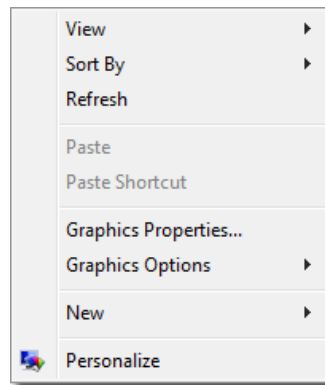 View
Sort By
Refresh
Paste
Paste Shortcut
Graphics Properties...
Graphics Options
New
Personalize